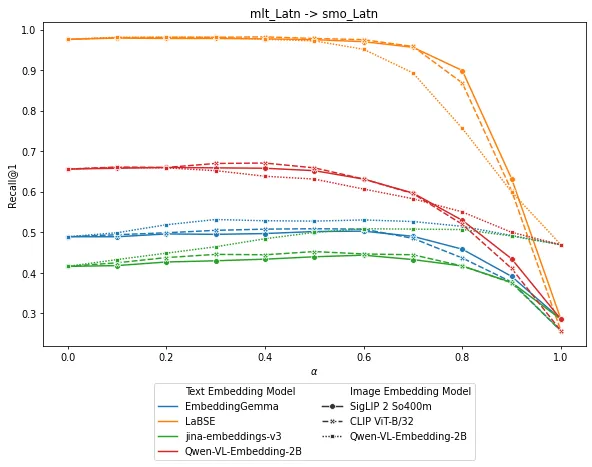 mlt_Latn -> smo_Latn
1.0
0.9
0.8
0.7
0.6
0.5
0.4
0.3
Recall@1
0.0 0.2 0.4 0.6 0.8 1.0
α
Text Embedding Model Image Embedding Model
EmbeddingGemma SigLIP 2 So400m
LaBSE CLIP ViT-B/32
jina-embeddings-v3 Qwen-VL-Embedding-2B
Qwen-VL-Embedding-2B